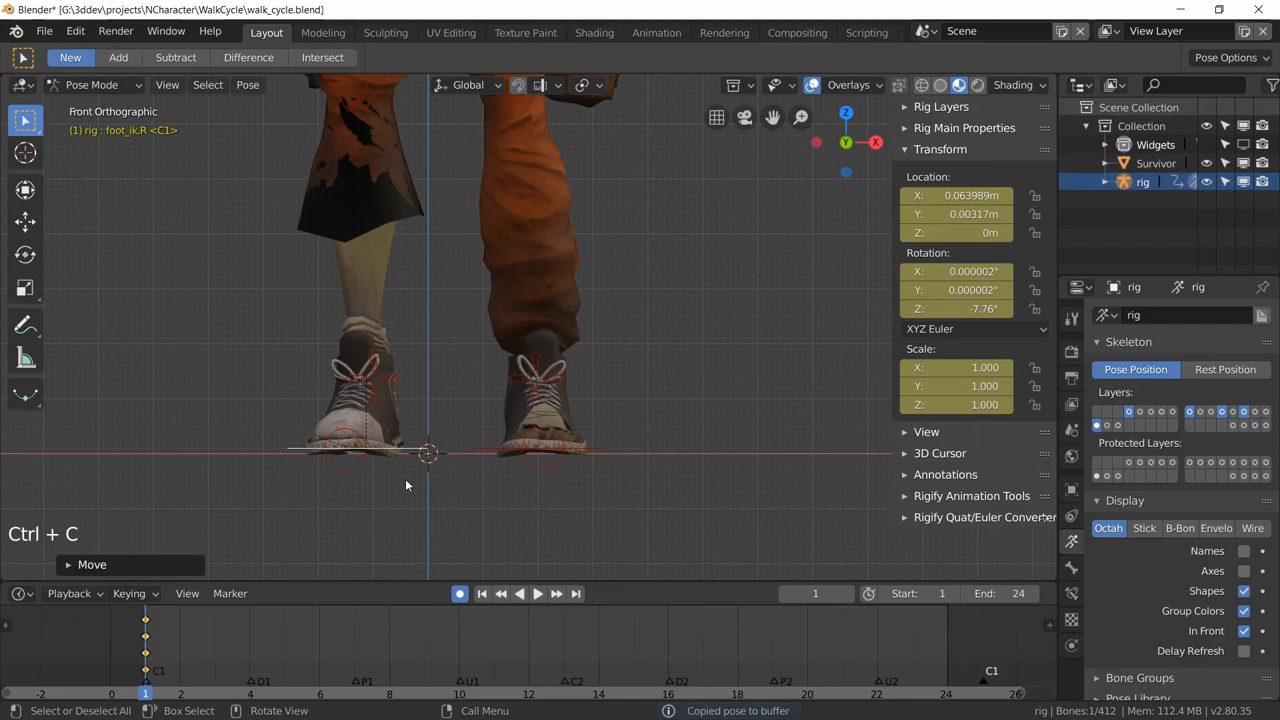 Blender* [G:\3ddev\projects\NCharacter\WalkCycle\walk_cycle.blend]
File Edit Render Window Help Layout Modeling Sculpting UV Editing Texture Paint Shading Animation Rendering Compositing Scripting Scene View Layer
New Add Subtract Difference Intersect Pose Options
Pose Mode View Select Pose Global Overlays Shading
Front Orthographic
(1) rig : foot_ik.R <C1>
Z
X
Y
Rig Layers
Rig Main Properties
Transform
Location:
X: 0.063989m
Y: 0.00317m
Z: 0m
Rotation:
X: 0.000002°
Y: 0.000002°
Z: -7.76°
XYZ Euler
Scale:
X: 1.000
Y: 1.000
Z: 1.000
View
3D Cursor
Annotations
Rigify Animation Tools
Rigify Quat/Euler Converter
Scene Collection
Collection
Widgets
Survivor
rig
rig rig
rig
Skeleton
Pose Position Rest Position
Layers:
Protected Layers:
Display
Octah Stick B-Bon Envelo Wire
Names
Axes
Shapes
Group Colors
In Front
Delay Refresh
Bone Groups
Pose Library
Ctrl + C
Move
Playback Keying View Marker 1 Start: 1 End: 24
C1 D1 P1 U1 C2 D2 P2 U2 C1
-2 0 1 2 4 6 8 10 12 14 16 18 20 22 24 26
Select or Deselect All Box Select Rotate View Call Menu Copied pose to buffer rig | Bones:1/412 | Mem: 112.4 MB | v2.80.35